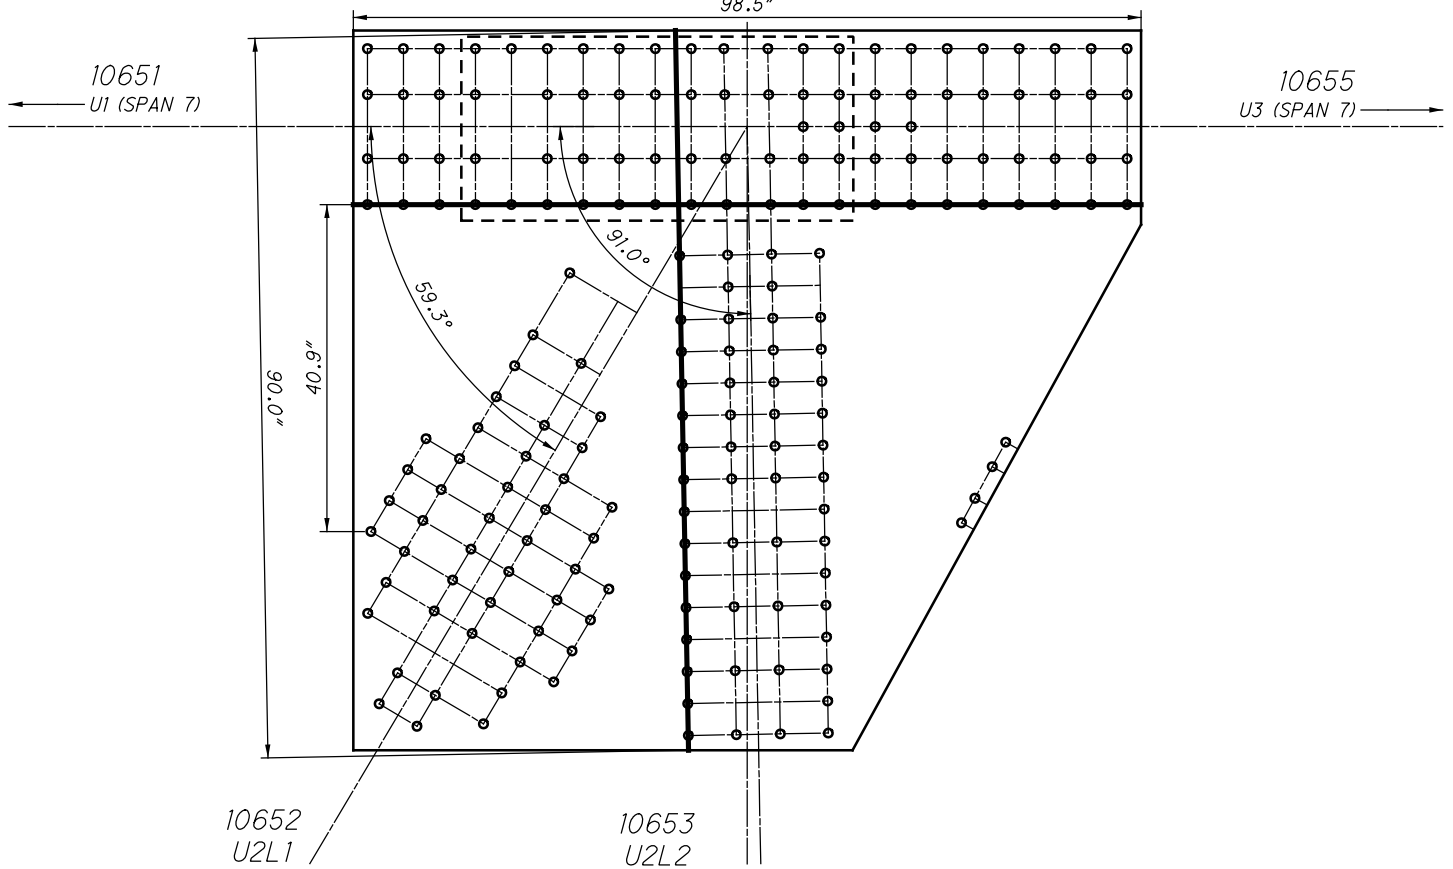 98.5"
10651
U1 (SPAN 7)
10655
U3 (SPAN 7)
91.0°
59.3°
40.9"
90.0"
10652
U2L1
10653
U2L2